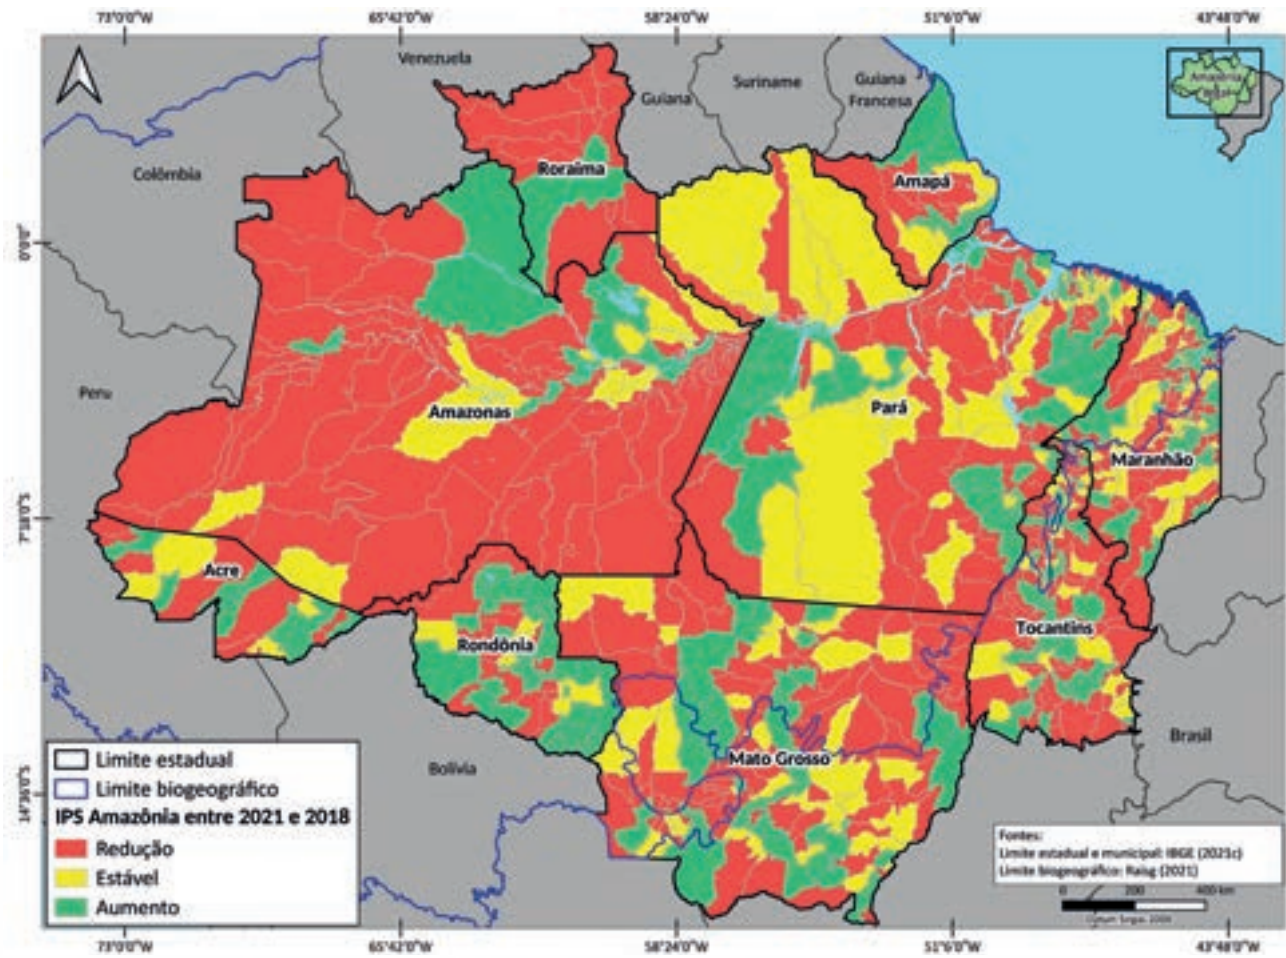 73°0'0"W
65°42'0"W
58°24'0"W
51°6'0"W
43°48'0"W
Venezuela
Suriname
Guiana
Francesa
Guiana
Amazônia
Colômbia
Roraima
Amapá
0°0'0"
Peru
Amazonas
Pará
Maranhão
7°18'0"S
Acre
Rondônia
Tocantins
Mato Grosso
Brasil
Bolívia
14°36'0"S
Limite estadual
Limite biogeográfico
IPS Amazônia entre 2021 e 2018
Redução
Estável
Aumento
Fontes:
Limite estadual e municipal: IBGE (2021c)
Limite biogeográfico: Raisg (2021)
0 200 400 km
73°0'0"W
65°42'0"W
58°24'0"W
51°6'0"W
43°48'0"W